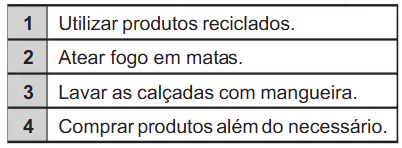 1 Utilizar produtos reciclados.
2 Atear fogo em matas.
3 Lavar as calçadas com mangueira.
4 Comprar produtos além do necessário.